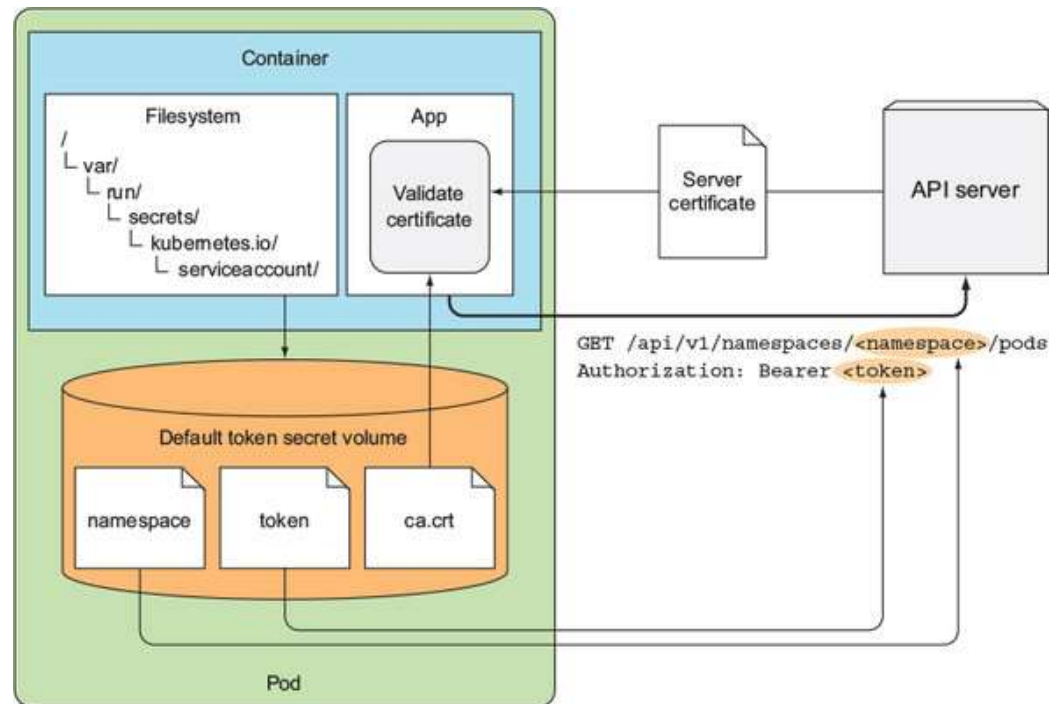 Container
Filesystem
/
var/
run/
secrets/
kubernetes.io/
serviceaccount/
App
Validate
certificate
Server
certificate
API server
GET /api/v1/namespaces/<namespace>/pods
Authorization: Bearer <token>
Default token secret volume
namespace
token
ca.crt
Pod